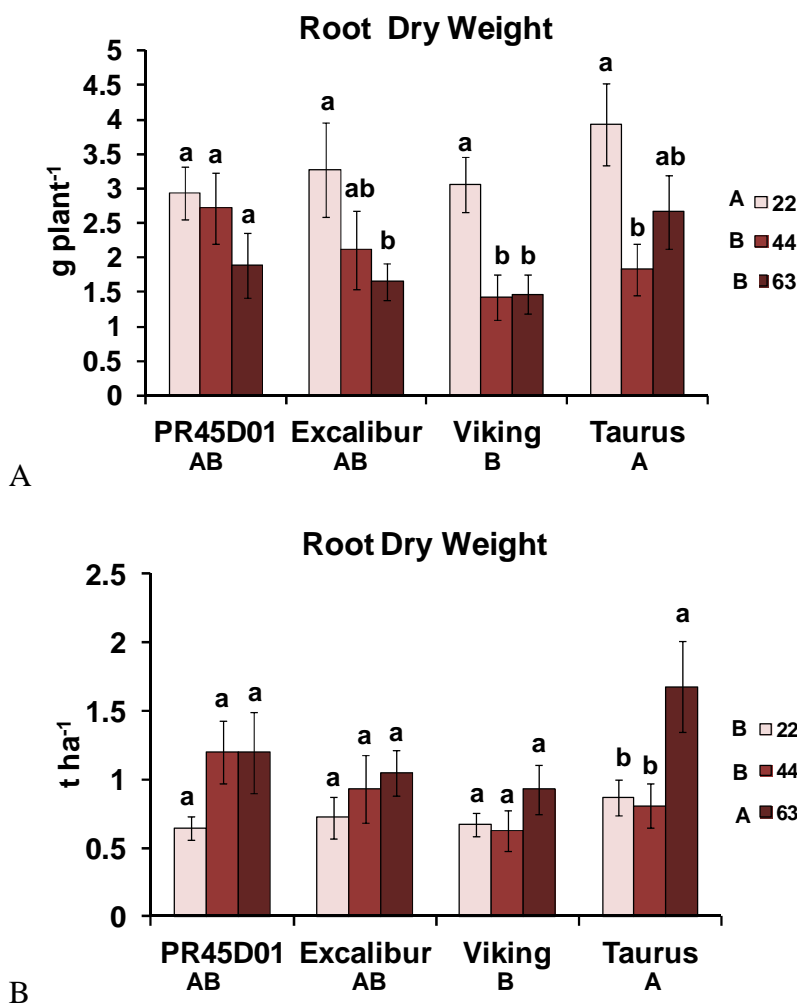 Root Dry Weight
5
4.5
4
3.5
3
2.5
2
1.5
1
0.5
0
g plant-1
a a a
a ab b
a b b
a b ab
A 22
B 44
B 63
PR45D01 Excalibur Viking Taurus
AB AB B A
A
Root Dry Weight
2.5
2
1.5
1
0.5
0
t ha-1
a a a
a a a
a a a
b b a
B 22
B 44
A 63
PR45D01 Excalibur Viking Taurus
AB AB B A
B